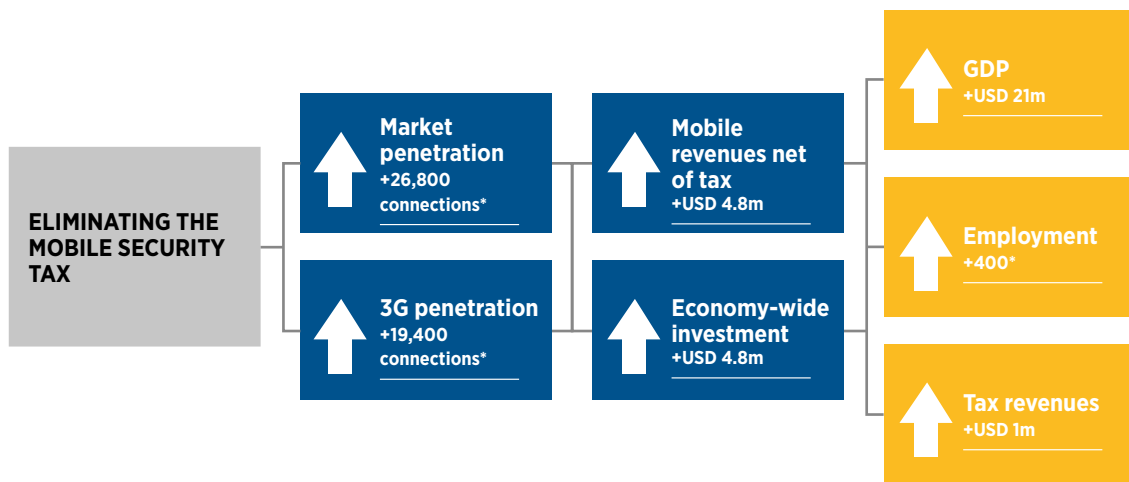 ELIMINATING THE
MOBILE SECURITY
TAX
Market
penetration
+26,800
connections*
3G penetration
+19,400
connections*
Mobile
revenues net
of tax
+USD 4.8m
Economy-wide
investment
+USD 4.8m
GDP
+USD 21m
Employment
+400*
Tax revenues
+USD 1m